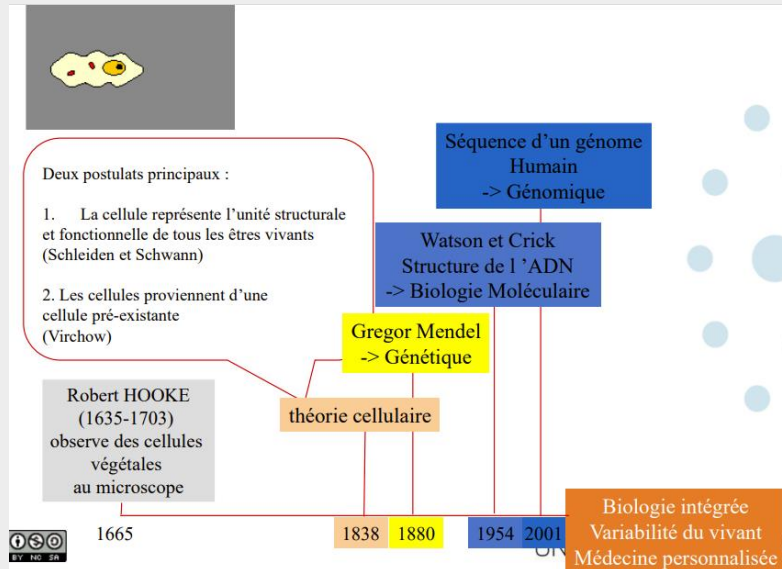 Deux postulats principaux :
1. La cellule représente l'unité structurale
et fonctionnelle de tous les êtres vivants
(Schleiden et Schwann)
2. Les cellules proviennent d'une
cellule pré-existante
(Virchow)
Séquence d'un génome
Humain
-> Génomique
Watson et Crick
Structure de l 'ADN
-> Biologie Moléculaire
Gregor Mendel
-> Génétique
théorie cellulaire
Robert HOOKE
(1635-1703)
observe des cellules
végétales
au microscope
1665
1838
1880
1954
2001
Biologie intégrée
Variabilité du vivant
Médecine personnalisée
BY NC SA